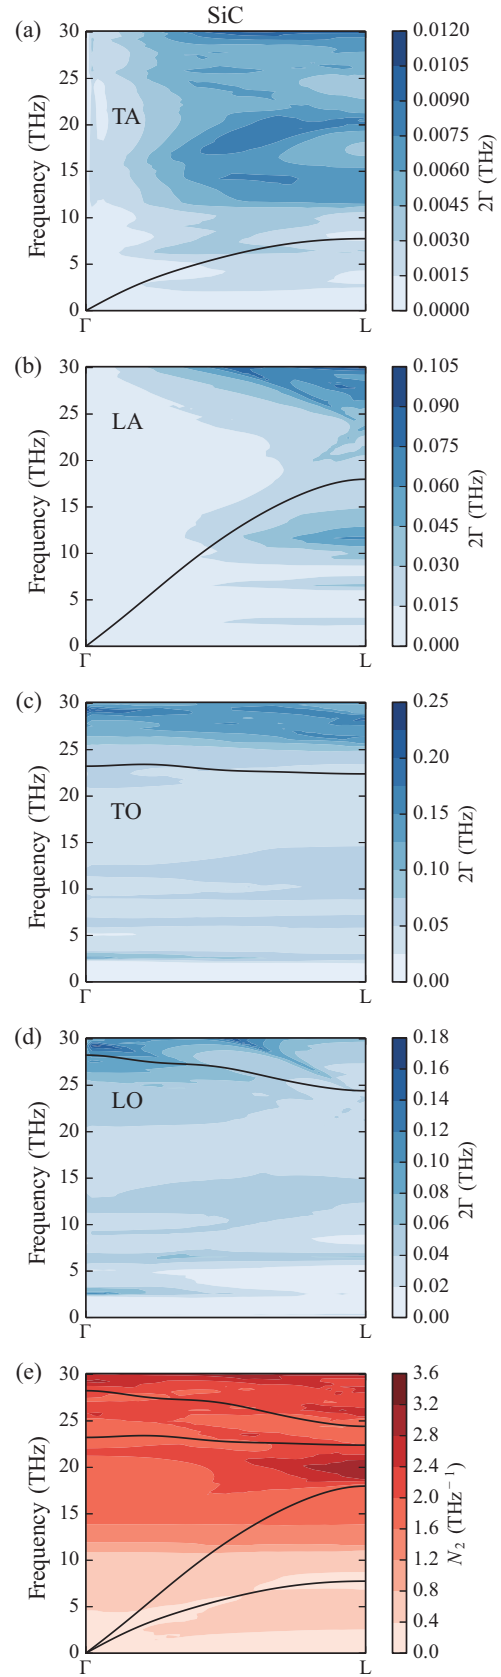 SiC
(a)
30
25
20
15
10
5
0
Frequency (THz)
TA
Γ
L
0.0120
0.0105
0.0090
0.0075
0.0060
0.0045
0.0030
0.0015
0.0000
2Γ (THz)
(b)
30
25
20
15
10
5
0
Frequency (THz)
LA
Γ
L
0.105
0.090
0.075
0.060
0.045
0.030
0.015
0.000
2Γ (THz)
(c)
30
25
20
15
10
5
0
Frequency (THz)
TO
Γ
L
0.25
0.20
0.15
0.10
0.05
0.00
2Γ (THz)
(d)
30
25
20
15
10
5
0
Frequency (THz)
LO
Γ
L
0.18
0.16
0.14
0.12
0.10
0.08
0.06
0.04
0.02
0.00
2Γ (THz)
(e)
30
25
20
15
10
5
0
Frequency (THz)
Γ
L
3.6
3.2
2.8
2.4
2.0
1.6
1.2
0.8
0.4
0.0
N₂ (THz⁻¹)